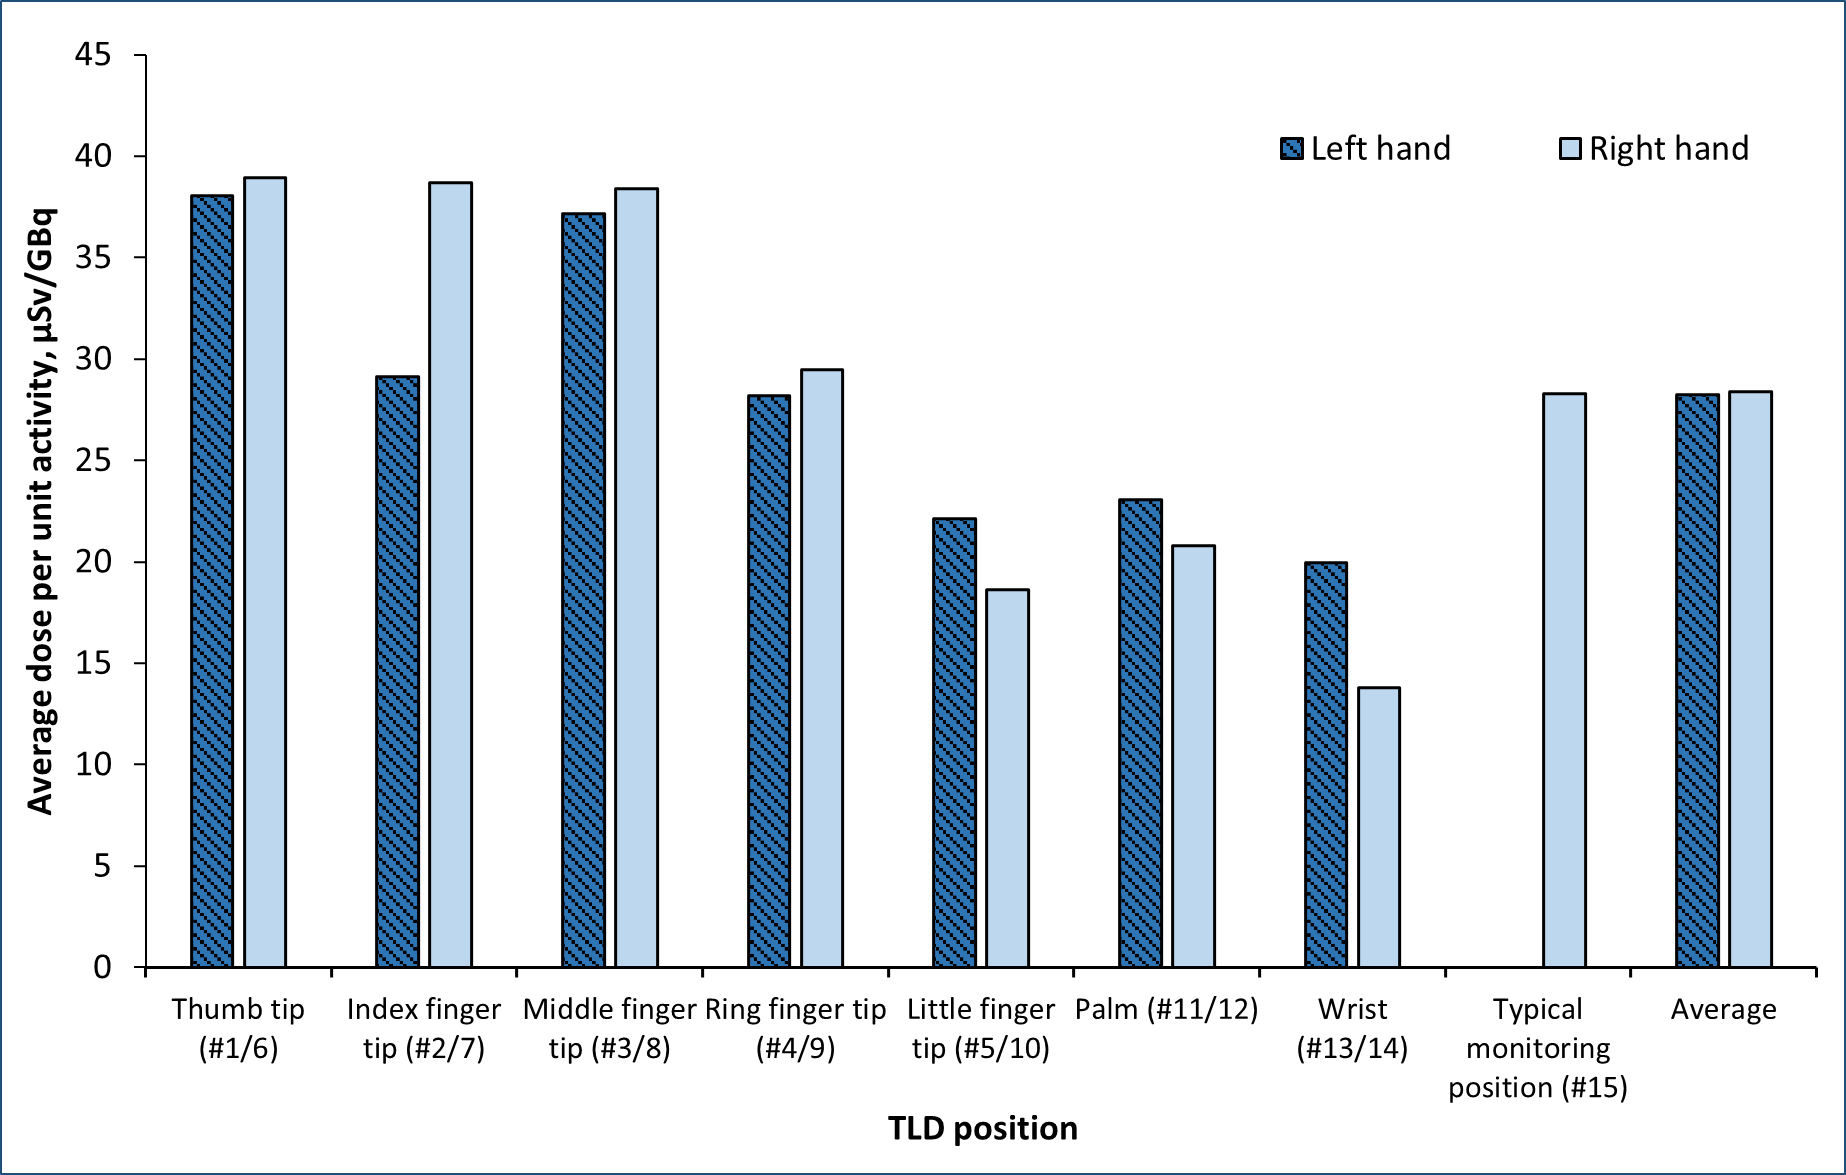 45
40
35
30
25
20
15
10
5
0
Average dose per unit activity, µSv/GBq
Left hand
Right hand
Thumb tip
(#1/6)
Index finger
tip (#2/7)
Middle finger
tip (#3/8)
Ring finger tip
(#4/9)
Little finger
tip (#5/10)
Palm (#11/12)
Wrist
(#13/14)
Typical
monitoring
position (#15)
Average
TLD position